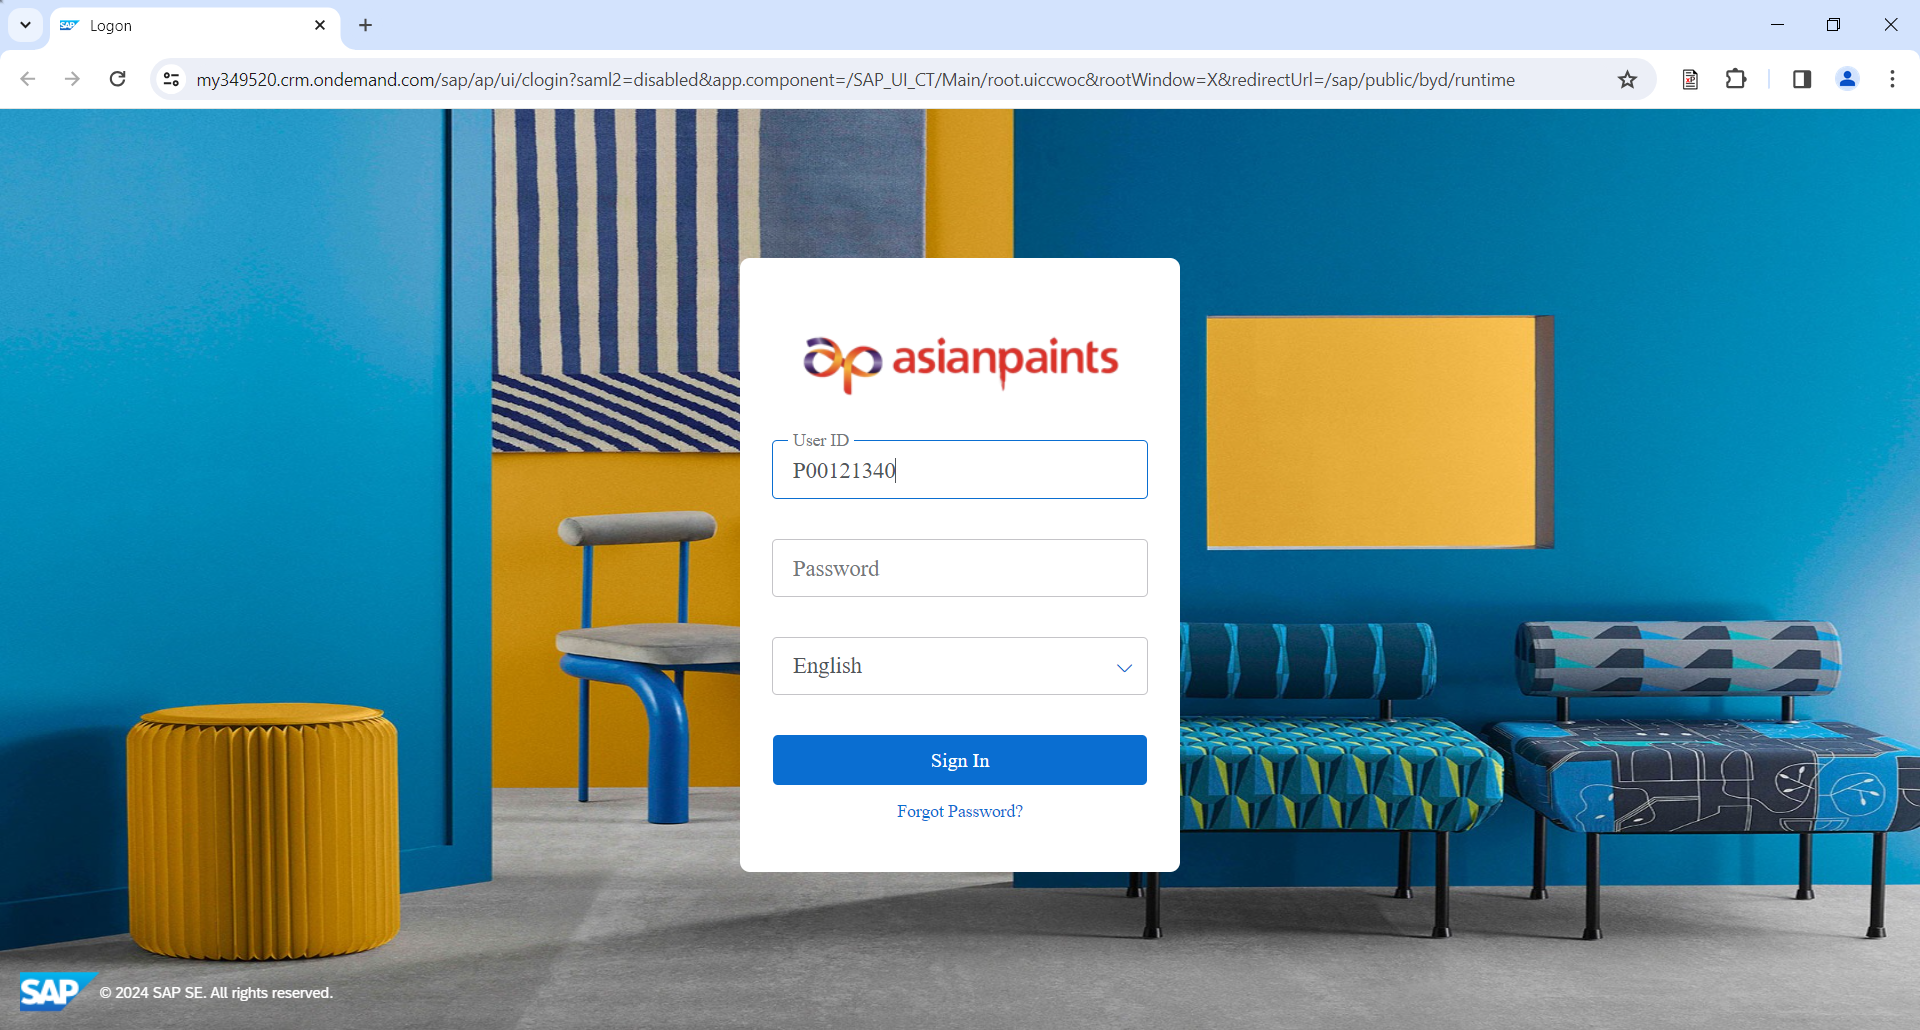 SAP Logon
my349520.crm.ondemand.com/sap/ap/ui/clogin?saml2=disabled&app.component=/SAP_UI_CT/Main/root.uiccwoc&rootWindow=X&redirectUrl=/sap/public/byd/runtime
ap asianpaints
User ID
P00121340
Password
English
Sign In
Forgot Password?
SAP © 2024 SAP SE. All rights reserved.